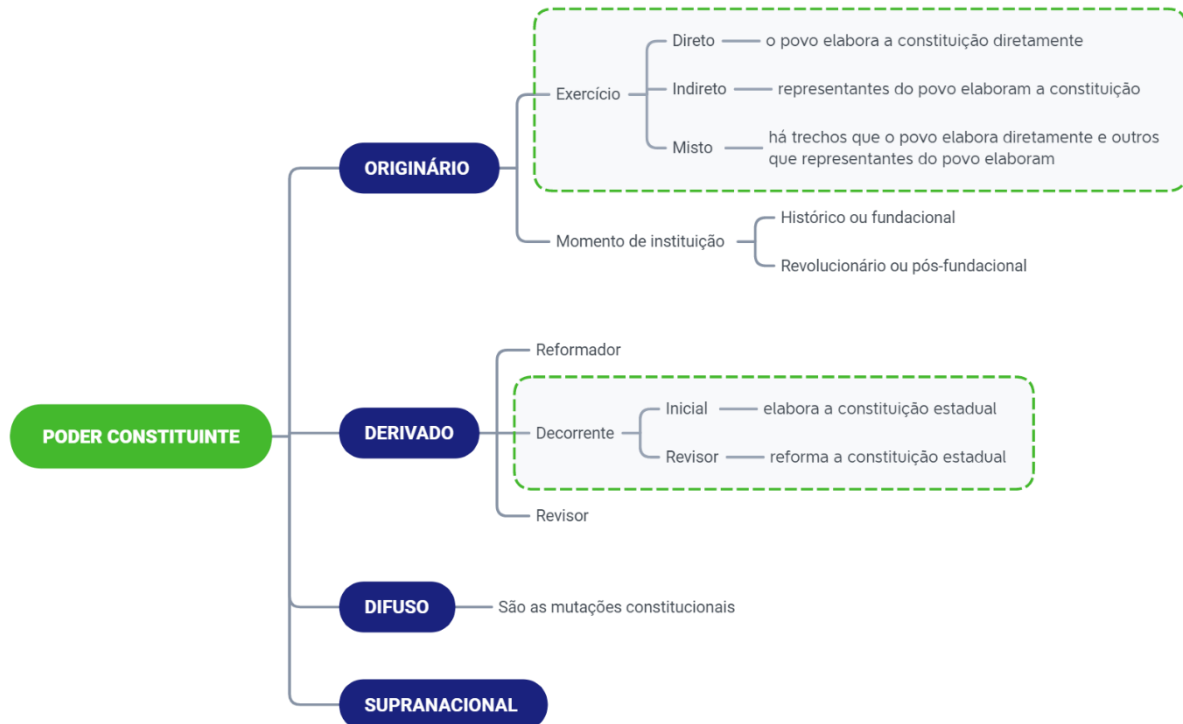 PODER CONSTITUINTE
ORIGINÁRIO
Exercício
Direto
o povo elabora a constituição diretamente
Indireto
representantes do povo elaboram a constituição
Misto
há trechos que o povo elabora diretamente e outros
que representantes do povo elaboram
Momento de instituição
Histórico ou fundacional
Revolucionário ou pós-fundacional
DERIVADO
Reformador
Decorrente
Inicial
elabora a constituição estadual
Revisor
reforma a constituição estadual
Revisor
DIFUSO
São as mutações constitucionais
SUPRANACIONAL